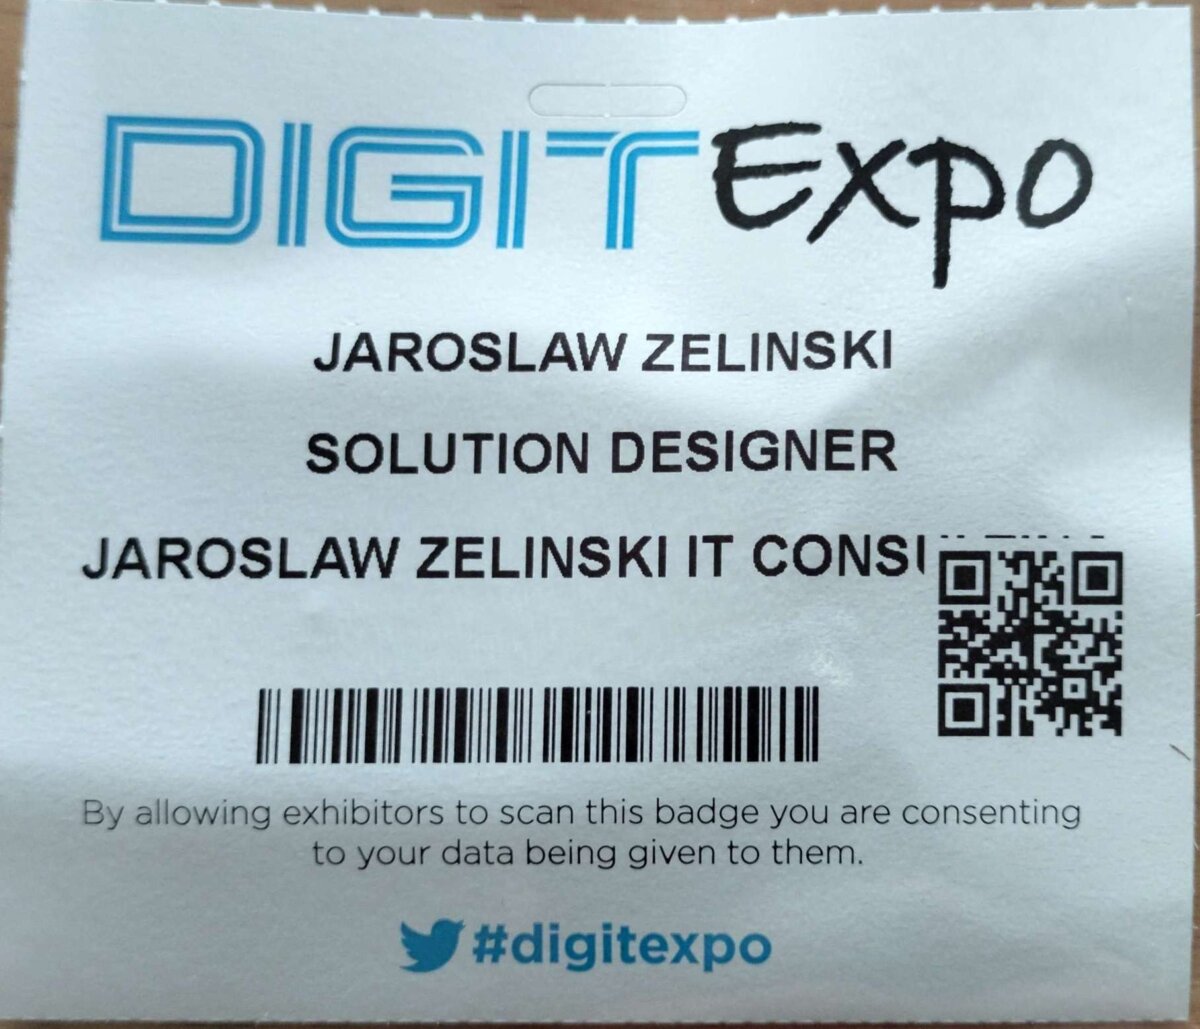 DIGIT Expo
JAROSLAW ZELINSKI
SOLUTION DESIGNER
JAROSLAW ZELINSKI IT
By allowing exhibitors to scan this badge you are consenting
to your data being given to them.
#digitexpo